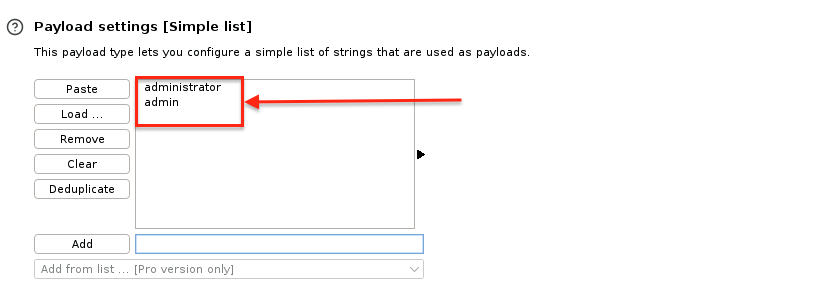 Payload settings [Simple list]
This payload type lets you configure a simple list of strings that are used as payloads.
Paste
administrator
admin
Load ...
Remove
Clear
Deduplicate
Add
Add from list ... [Pro version only]